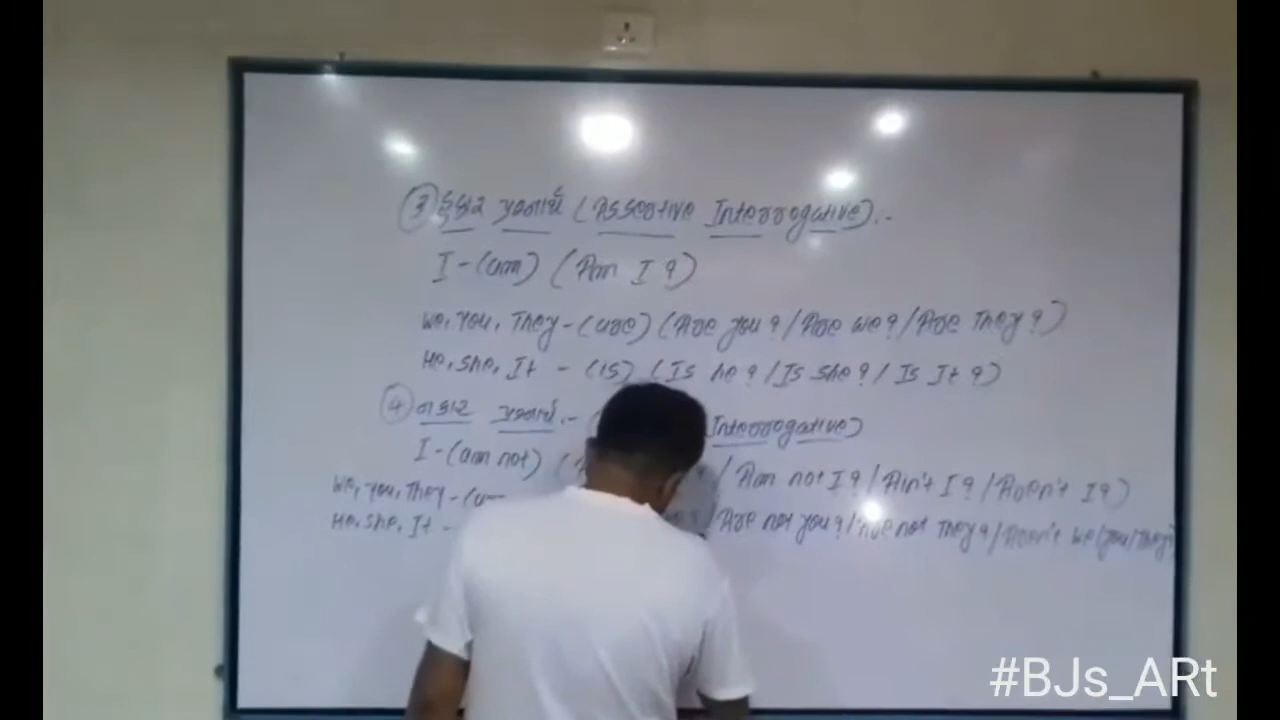 ③ હકાર પ્રશ્નાર્થ (Assertive Interrogative).-
I - (am) (Am I ?)
We, You, They - (are) (Are you ? / Are we ? / Are They ?)
He, she, It - (is) (Is he ? / Is she ? / Is It ?)
④ નકાર પ્રશ્નાર્થ.- Interrogative)
I - (am not) ( / Am not I ? / Ain't I ? / Aren't I ?)
We, you, They - / Are not you ? / Are not They ? / Aren't we/you/They?
He, she, It -
#BJs_ARt